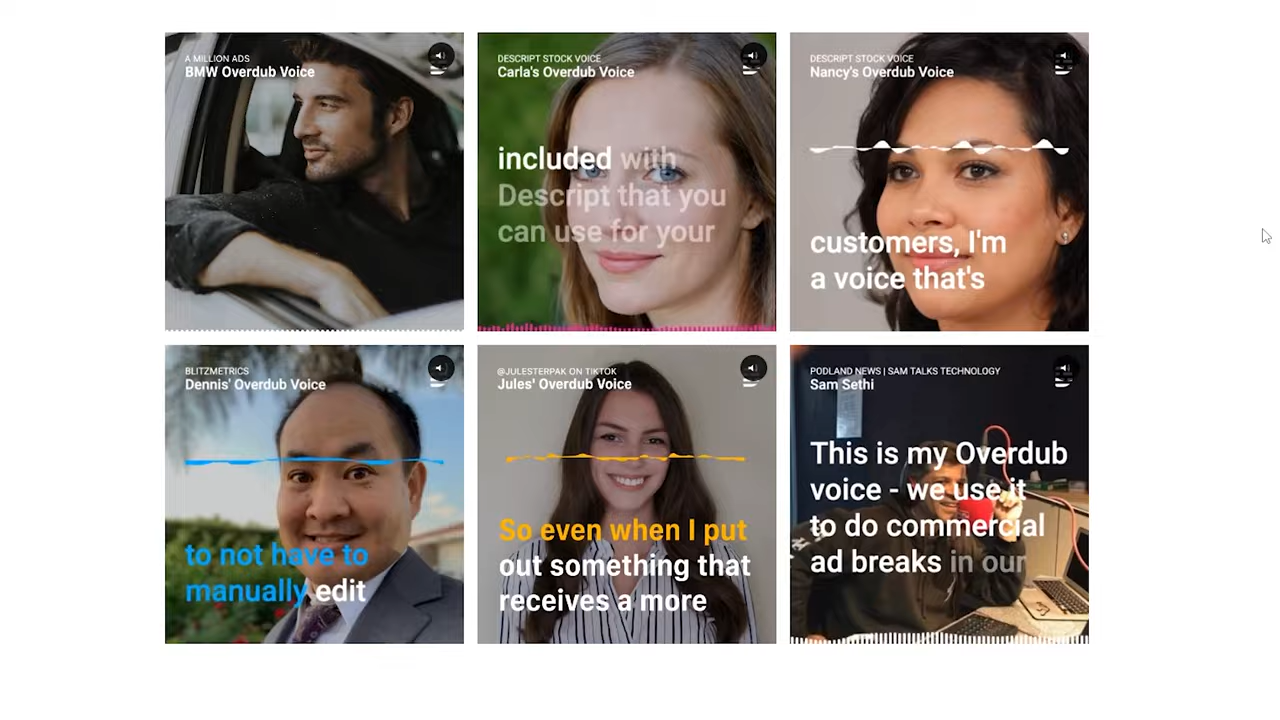 A MILLION ADS
BMW Overdub Voice
DESCRIPT STOCK VOICE
Carla's Overdub Voice
included with
Descript that you
can use for your
DESCRIPT STOCK VOICE
Nancy's Overdub Voice
customers, I'm
a voice that's
BLITZMETRICS
Dennis' Overdub Voice
to not have to
manually edit
@JULESTERPAK ON TIKTOK
Jules' Overdub Voice
So even when I put
out something that
receives a more
PODLAND NEWS | SAM TALKS TECHNOLOGY
Sam Sethi
This is my Overdub
voice - we use it
to do commercial
ad breaks in our